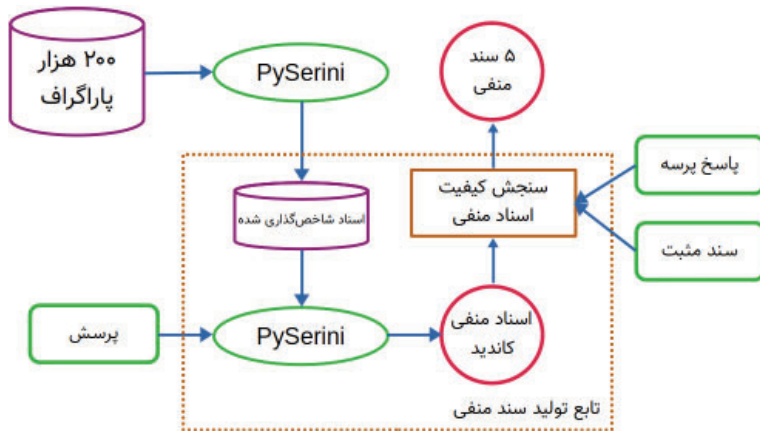 ۲۰۰ هزار
پاراگراف
PySerini
۵ سند
منفی
اسناد شاخص‌گذاری شده
سنجش کیفیت
اسناد منفی
پاسخ پرسه
سند مثبت
پرسش
PySerini
اسناد منفی
کاندید
تابع تولید سند منفی